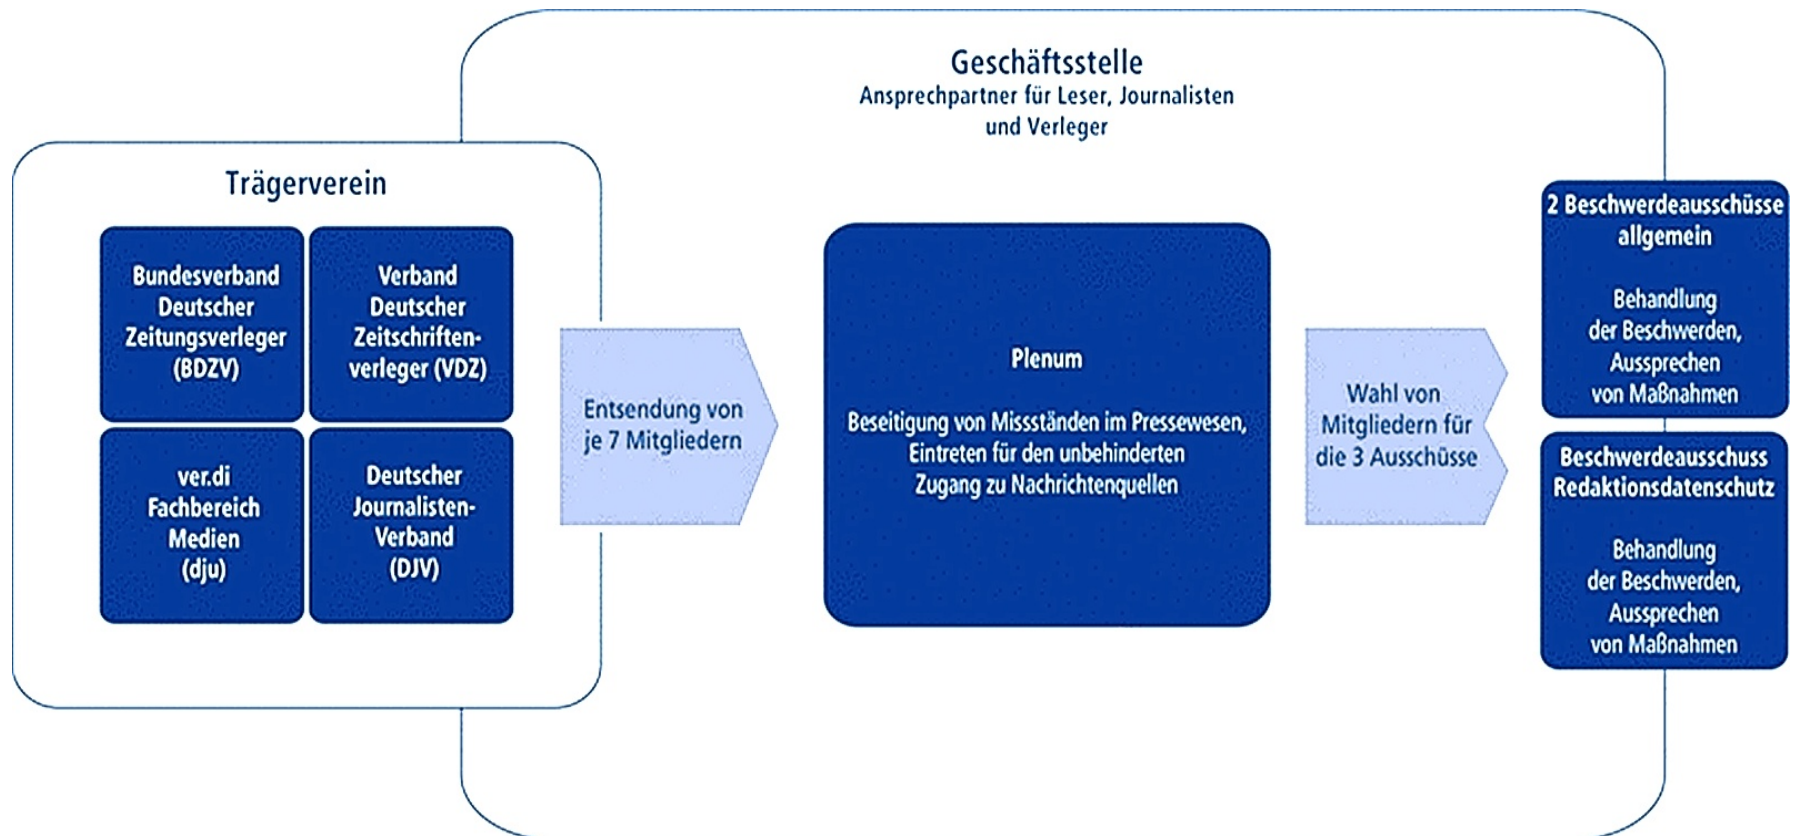 Geschäftsstelle
Ansprechpartner für Leser, Journalisten
und Verleger
Trägerverein
Bundesverband
Deutscher
Zeitungsverleger
(BDZV)
Verband
Deutscher
Zeitschriften-
verleger (VDZ)
ver.di
Fachbereich
Medien
(dju)
Deutscher
Journalisten-
Verband
(DJV)
Entsendung von
je 7 Mitgliedern
Plenum
Beseitigung von Missständen im Pressewesen,
Eintreten für den unbehinderten
Zugang zu Nachrichtenquellen
Wahl von
Mitgliedern für
die 3 Ausschüsse
2 Beschwerdeausschüsse
allgemein
Behandlung
der Beschwerden,
Aussprechen
von Maßnahmen
Beschwerdeausschuss
Redaktionsdatenschutz
Behandlung
der Beschwerden,
Aussprechen
von Maßnahmen